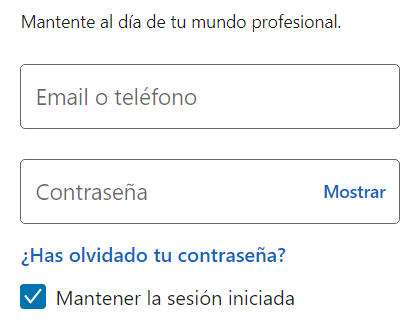 Mantente al día de tu mundo profesional.
Email o teléfono
Contraseña Mostrar
¿Has olvidado tu contraseña?
Mantener la sesión iniciada